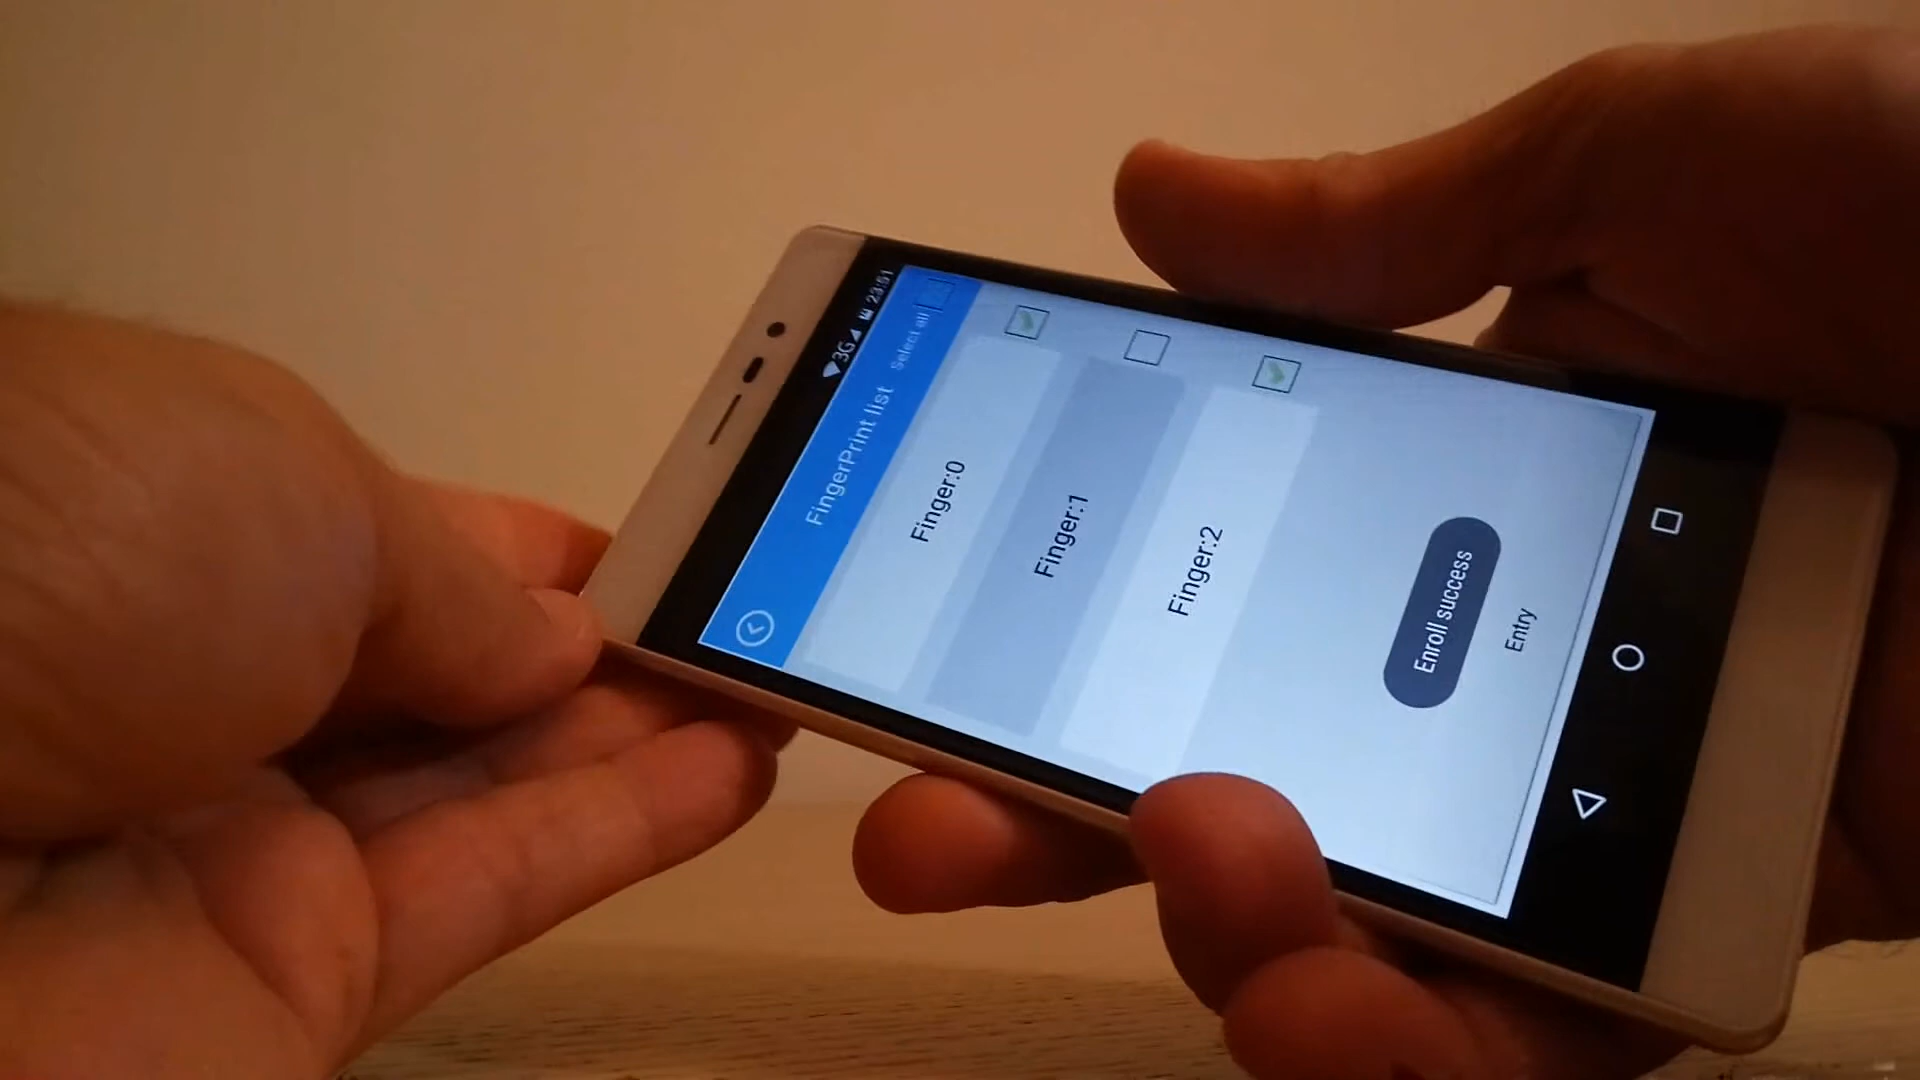 3G 23:51
FingerPrint list Select all
Finger:0
Finger:1
Finger:2
Enroll success
Entry